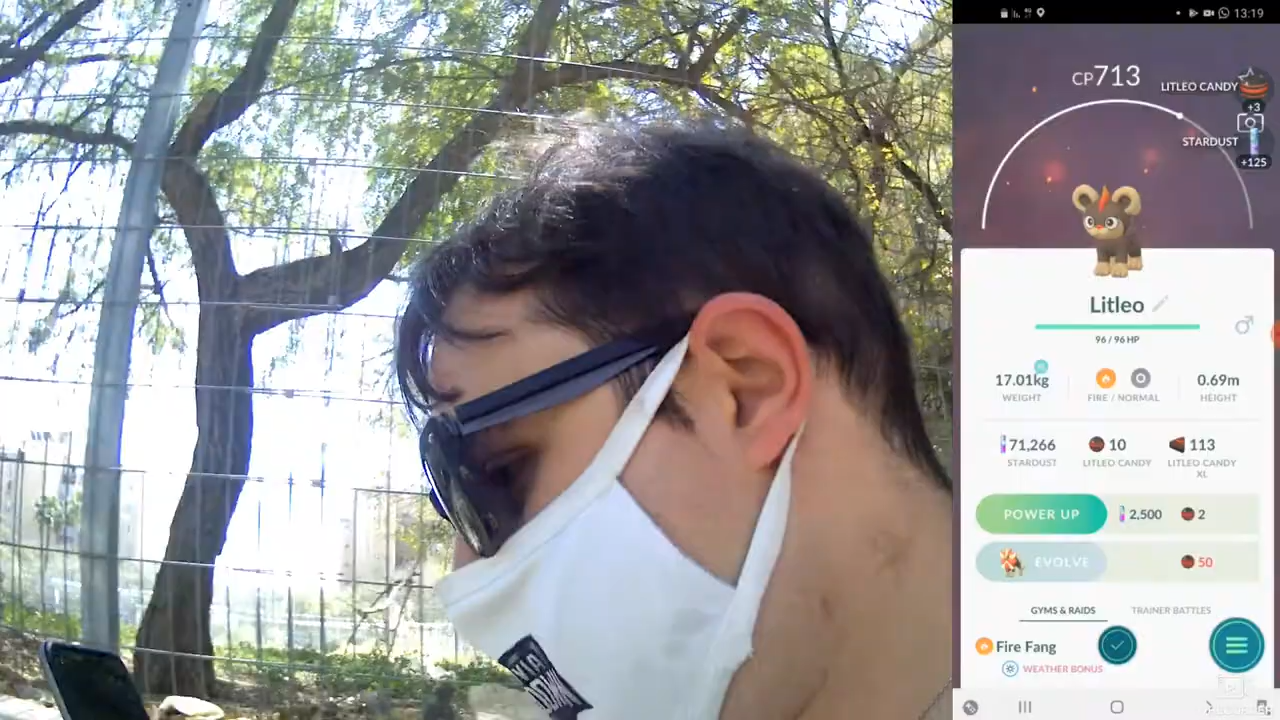 13:19
CP713
LITLEO CANDY
+3
STARDUST
+125
Litleo
96 / 96 HP
17.01kg
WEIGHT
FIRE / NORMAL
0.69m
HEIGHT
71,266
STARDUST
10
LITLEO CANDY
113
LITLEO CANDY
XL
POWER UP
2,500
2
EVOLVE
50
GYMS & RAIDS
TRAINER BATTLES
Fire Fang
WEATHER BONUS